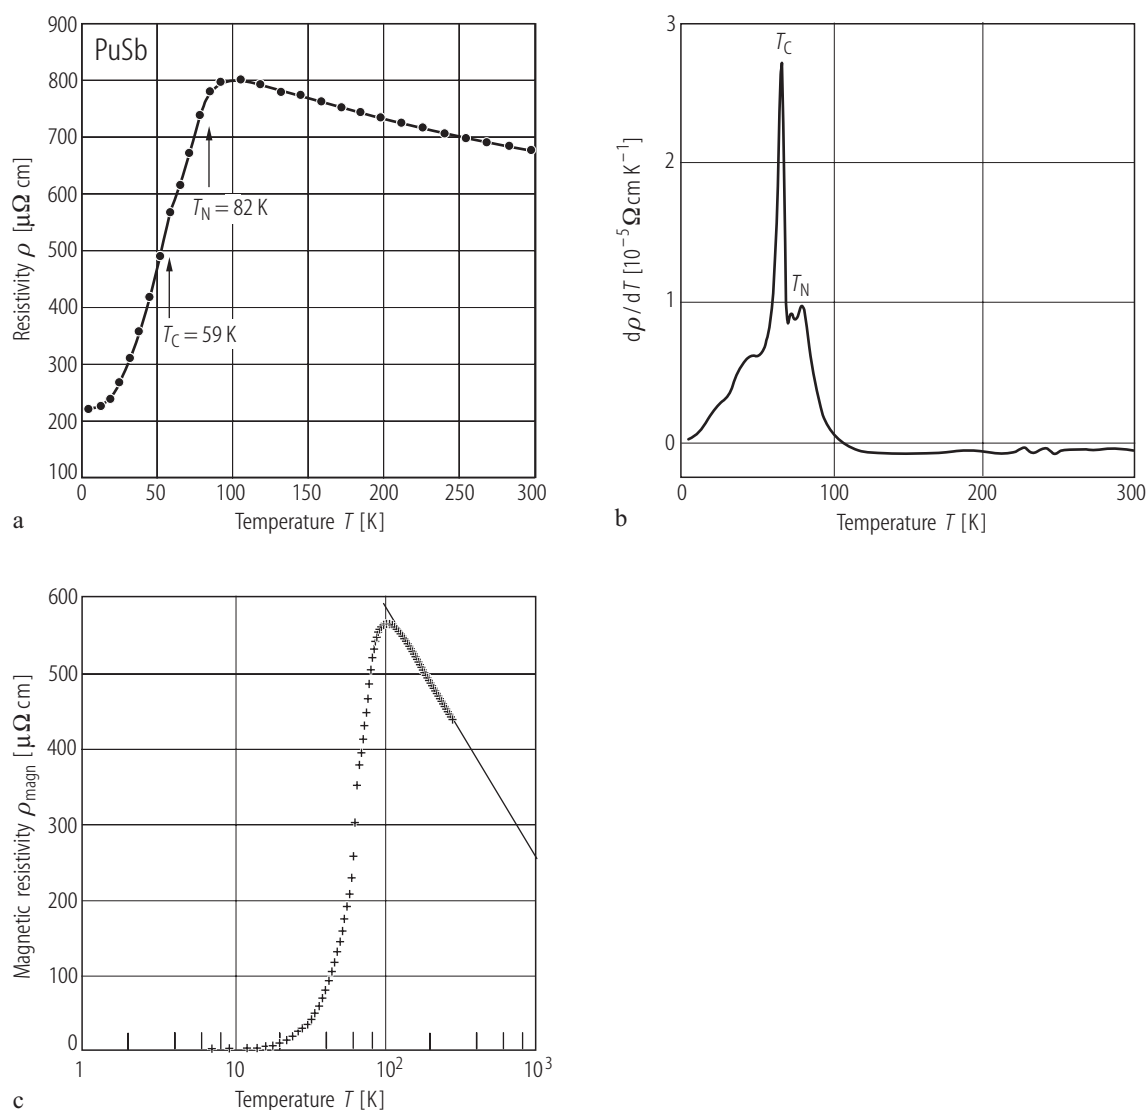 900
800
700
600
500
400
300
200
100
PuSb
T_N = 82 K
T_C = 59 K
Resistivity ρ [μΩ cm]
0 50 100 150 200 250 300
Temperature T [K]
a
3
2
1
0
T_C
T_N
dρ/dT [10⁻⁵ Ω cm K⁻¹]
0 100 200 300
Temperature T [K]
b
600
500
400
300
200
100
0
Magnetic resistivity ρ_magn [μΩ cm]
1 10 10² 10³
Temperature T [K]
c